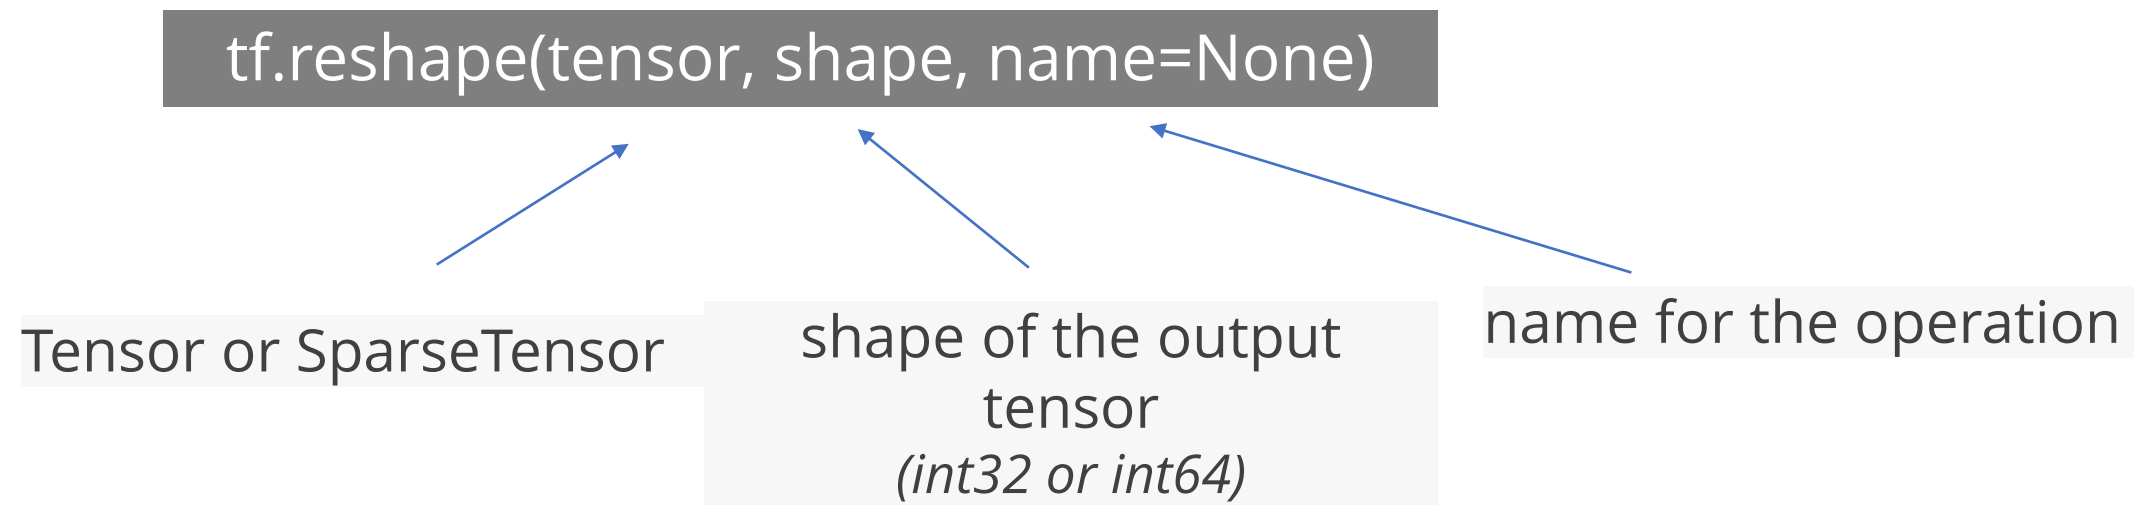 tf.reshape(tensor, shape, name=None)
Tensor or SparseTensor
shape of the output
tensor
(int32 or int64)
name for the operation